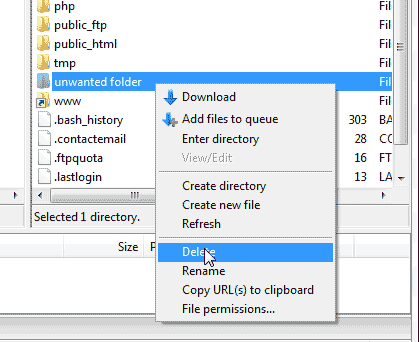 php Fil
public_ftp Fil
public_html Fil
tmp Fil
unwanted folder Fil
www Fil
.bash_history 303 BA
.contactemail 28 CC
.ftpquota 16 FT
.lastlogin 13 LA
Selected 1 directory.
Size P
Download
Add files to queue
Enter directory
View/Edit
Create directory
Create new file
Refresh
Delete
Rename
Copy URL(s) to clipboard
File permissions...